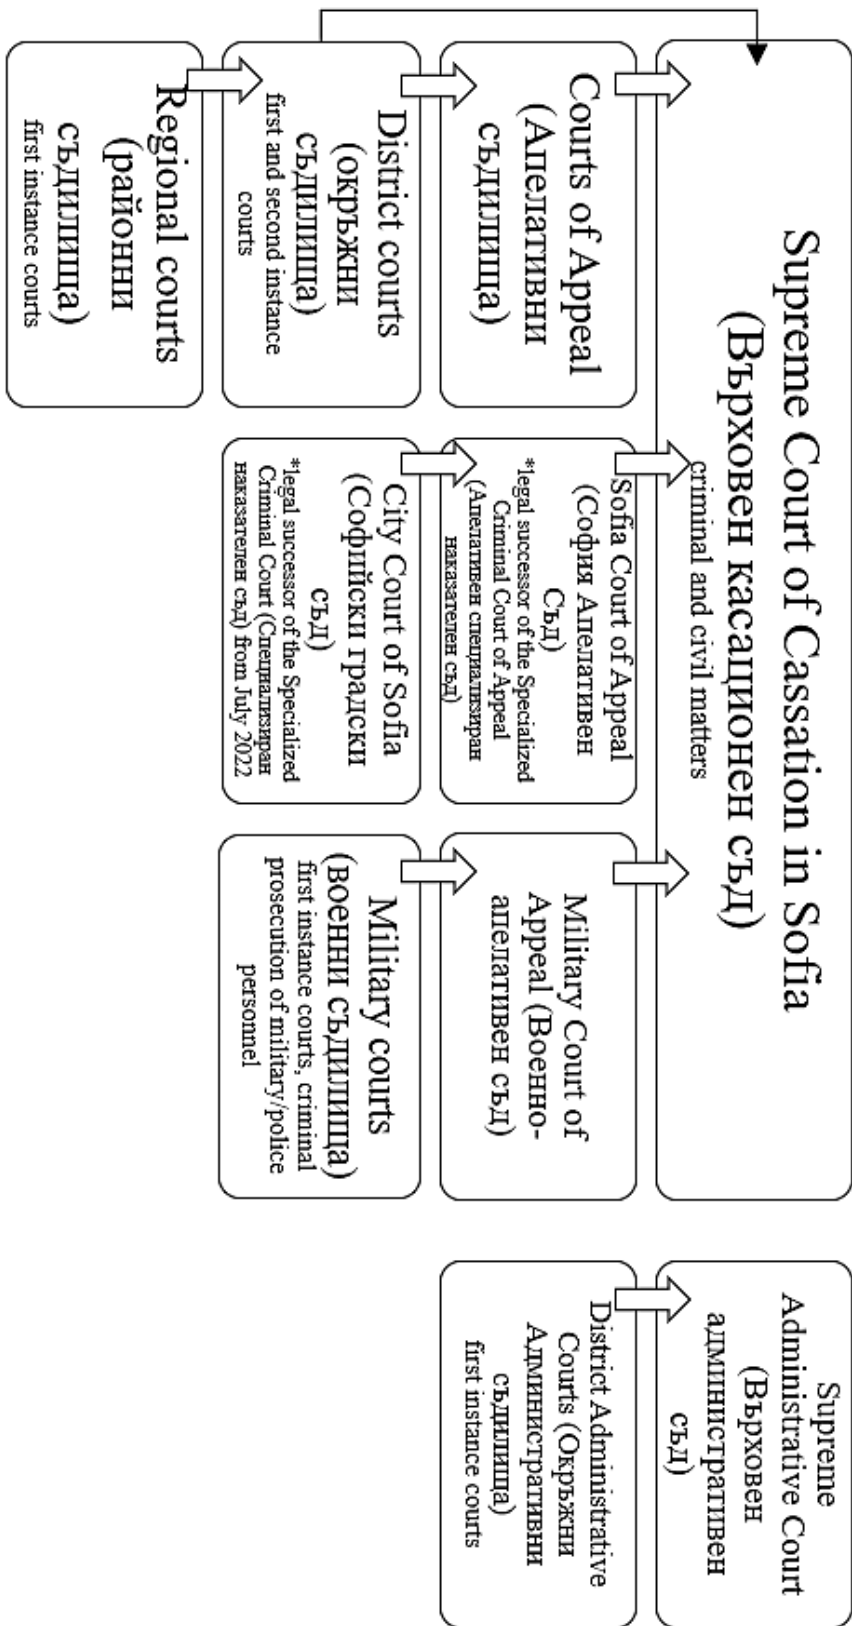 Supreme Court of Cassation in Sofia
(Върховен касационен съд)
criminal and civil matters
Supreme
Administrative Court
(Върховен
административен
съд)
Courts of Appeal
(Апелативни
съдилища)
Sofia Court of Appeal
(София Апелативен
Съд)
*legal successor of the Specialized
Criminal Court of Appeal
(Апелативен специализиран
наказателен съд)
Military Court of
Appeal (Военно-
апелативен съд)
District Administrative
Courts (Окръжни
Административни
съдилища)
first instance courts
District courts
(окръжни
съдилища)
first and second instance
courts
City Court of Sofia
(Софийски градски
съд)
*legal successor of the Specialized
Criminal Court (Специализиран
наказателен съд) from July 2022
Military courts
(военни съдилища)
first instance courts, criminal
prosecution of military/police
personnel
Regional courts
(районни
съдилища)
first instance courts